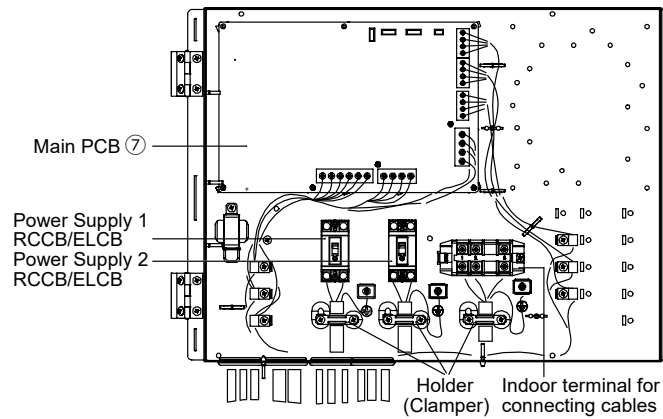 Main PCB ⑦
Power Supply 1
RCCB/ELCB
Power Supply 2
RCCB/ELCB
Holder
(Clamper)
Indoor terminal for
connecting cables